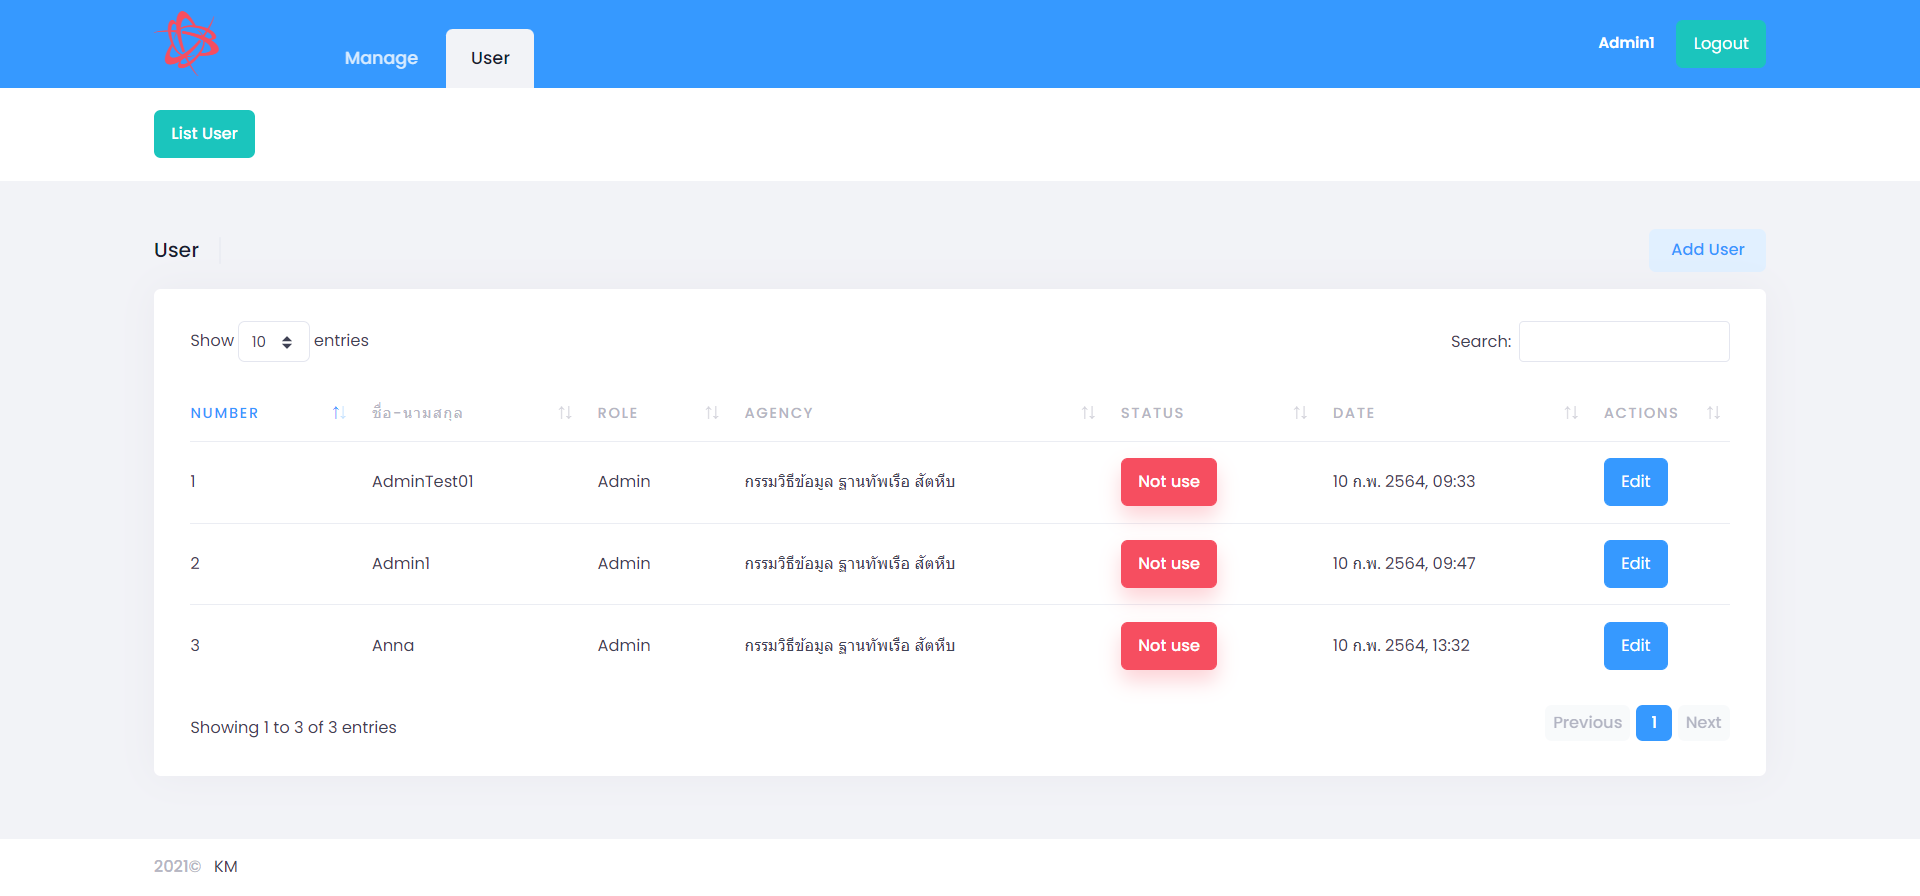 Manage User Admin1 Logout
List User
User Add User
Show 10 entries Search:
NUMBER ชื่อ-นามสกุล ROLE AGENCY STATUS DATE ACTIONS
1 AdminTest01 Admin กรรมวิธีข้อมูล ฐานทัพเรือ สัตหีบ Not use 10 ก.พ. 2564, 09:33 Edit
2 Admin1 Admin กรรมวิธีข้อมูล ฐานทัพเรือ สัตหีบ Not use 10 ก.พ. 2564, 09:47 Edit
3 Anna Admin กรรมวิธีข้อมูล ฐานทัพเรือ สัตหีบ Not use 10 ก.พ. 2564, 13:32 Edit
Showing 1 to 3 of 3 entries Previous 1 Next
2021© KM